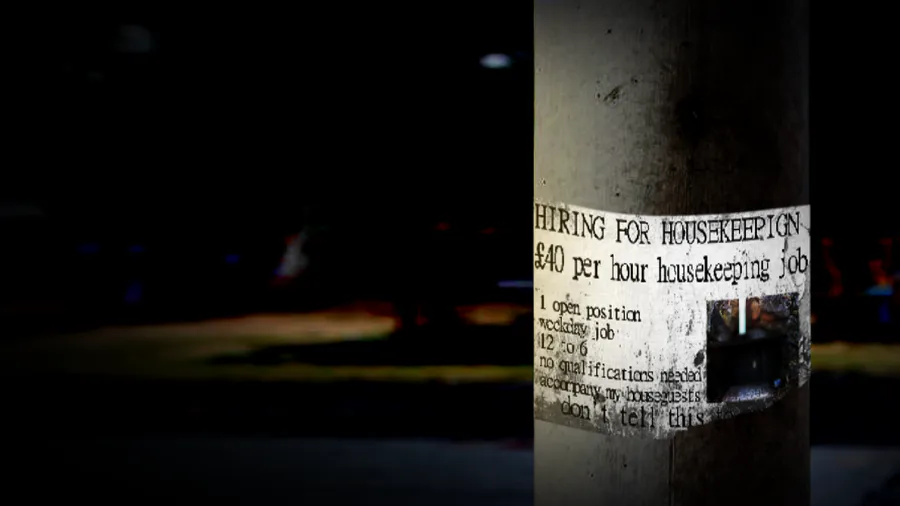 HIRING FOR HOUSEKEEPIGN
£40 per hour housekeeping job
1 open position
weekday job
12 to 6
no qualifications needed
accompany my houseguests
don t tell this